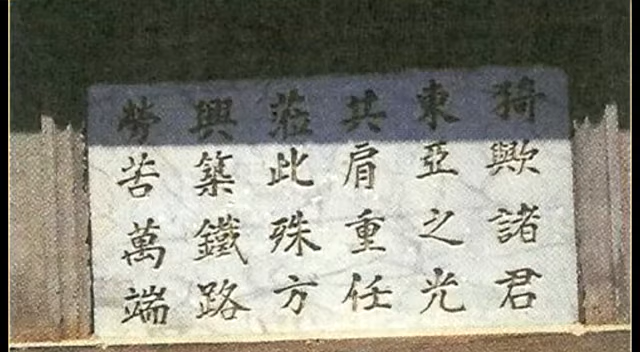 猗歟諸君
東亞之光
共肩重任
蒞此殊方
興築鐵路
勞苦萬端